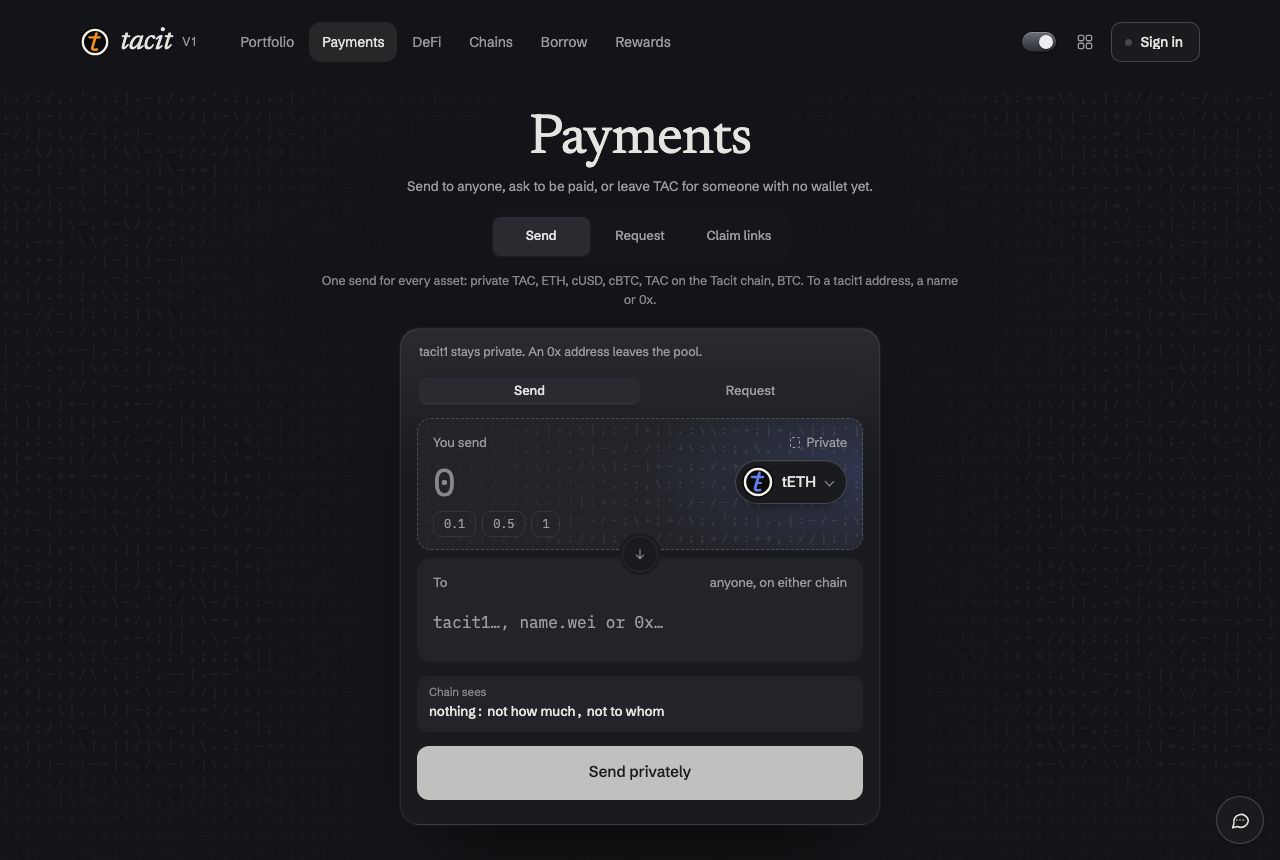 tacit V1 Portfolio Payments DeFi Chains Borrow Rewards Sign in
Payments
Send to anyone, ask to be paid, or leave TAC for someone with no wallet yet.
Send Request Claim links
One send for every asset: private TAC, ETH, cUSD, cBTC, TAC on the Tacit chain, BTC. To a tacit1 address, a name
or 0x.
tacit1 stays private. An 0x address leaves the pool.
Send Request
You send Private
0 tETH
0.1 0.5 1
To anyone, on either chain
tacit1…, name.wei or 0x…
Chain sees
nothing: not how much, not to whom
Send privately